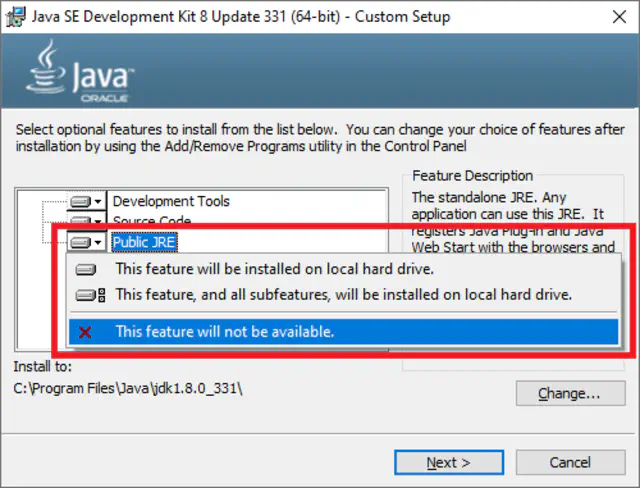 Java SE Development Kit 8 Update 331 (64-bit) - Custom Setup
Java™
ORACLE
Select optional features to install from the list below. You can change your choice of features after
installation by using the Add/Remove Programs utility in the Control Panel
Development Tools
Source Code
Public JRE
Feature Description
The standalone JRE. Any
application can use this JRE. It
registers Java Plug-in and Java
Web Start with the browsers and
This feature will be installed on local hard drive.
This feature, and all subfeatures, will be installed on local hard drive.
This feature will not be available.
Install to:
C:\Program Files\Java\jdk1.8.0_331\
Change...
Next >
Cancel